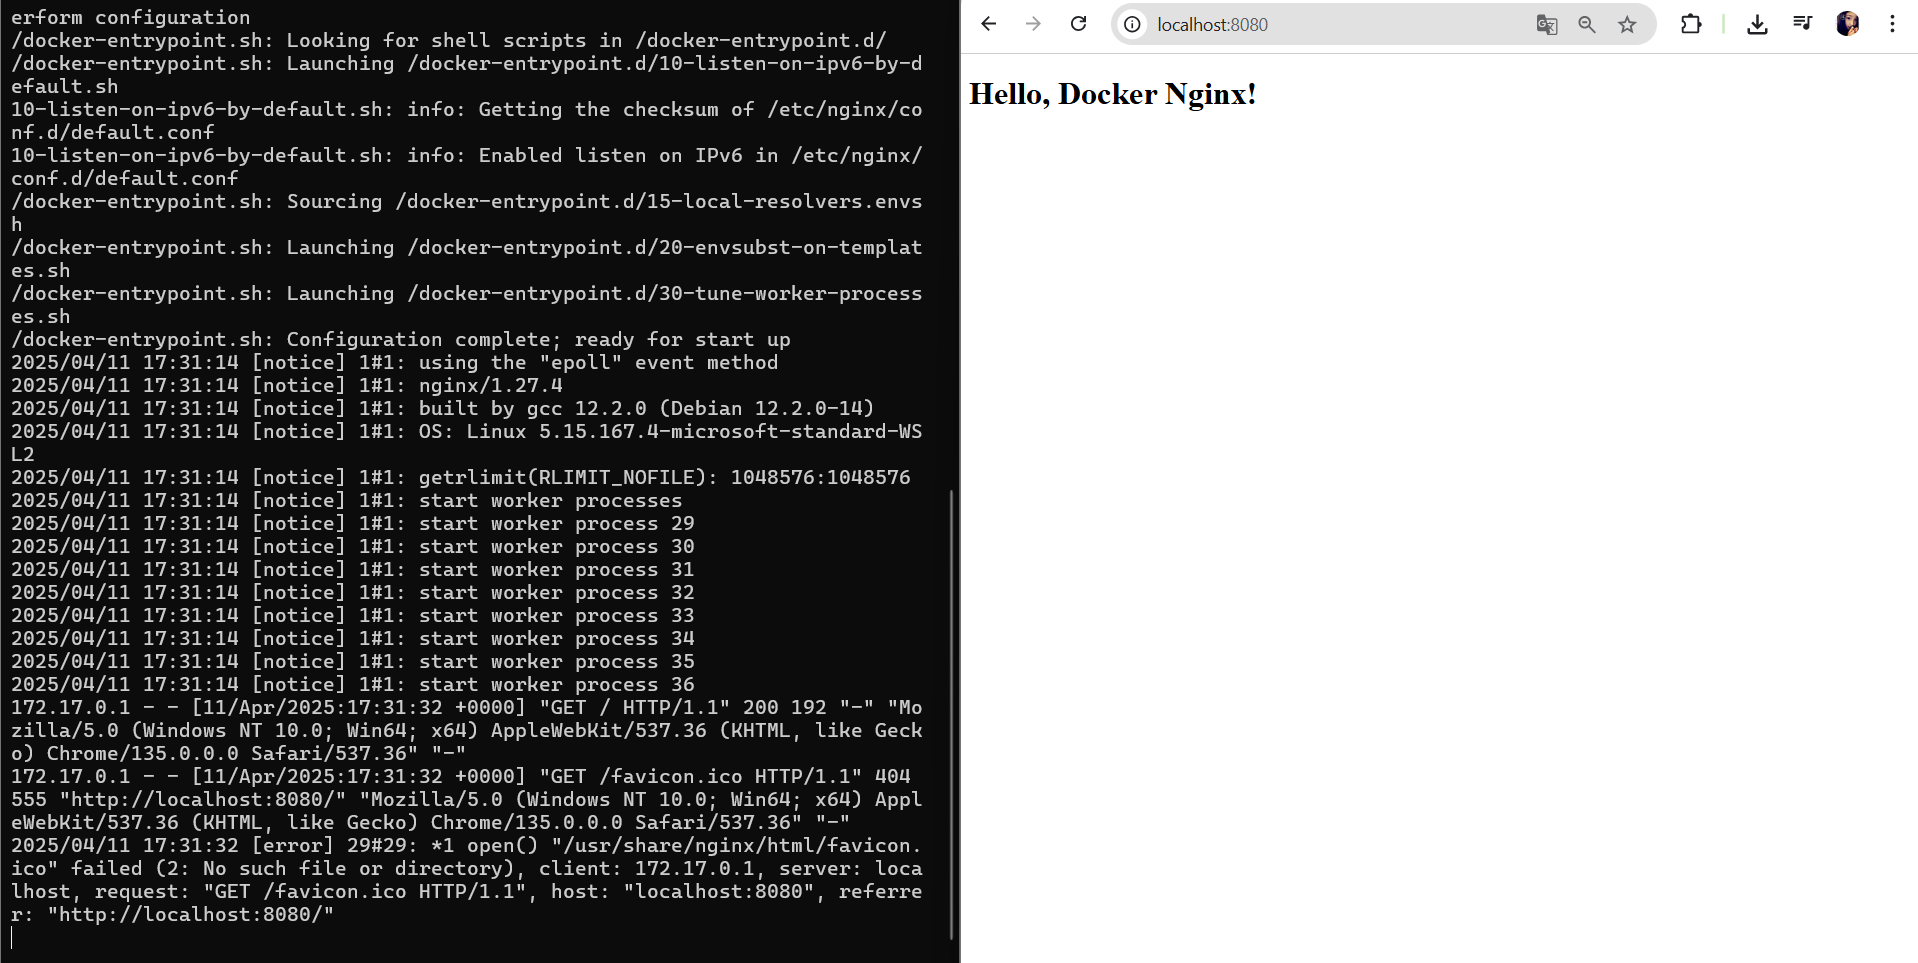 erform configuration
/docker-entrypoint.sh: Looking for shell scripts in /docker-entrypoint.d/
/docker-entrypoint.sh: Launching /docker-entrypoint.d/10-listen-on-ipv6-by-d
efault.sh
10-listen-on-ipv6-by-default.sh: info: Getting the checksum of /etc/nginx/co
nf.d/default.conf
10-listen-on-ipv6-by-default.sh: info: Enabled listen on IPv6 in /etc/nginx/
conf.d/default.conf
/docker-entrypoint.sh: Sourcing /docker-entrypoint.d/15-local-resolvers.envs
h
/docker-entrypoint.sh: Launching /docker-entrypoint.d/20-envsubst-on-templat
es.sh
/docker-entrypoint.sh: Launching /docker-entrypoint.d/30-tune-worker-process
es.sh
/docker-entrypoint.sh: Configuration complete; ready for start up
2025/04/11 17:31:14 [notice] 1#1: using the "epoll" event method
2025/04/11 17:31:14 [notice] 1#1: nginx/1.27.4
2025/04/11 17:31:14 [notice] 1#1: built by gcc 12.2.0 (Debian 12.2.0-14)
2025/04/11 17:31:14 [notice] 1#1: OS: Linux 5.15.167.4-microsoft-standard-WS
L2
2025/04/11 17:31:14 [notice] 1#1: getrlimit(RLIMIT_NOFILE): 1048576:1048576
2025/04/11 17:31:14 [notice] 1#1: start worker processes
2025/04/11 17:31:14 [notice] 1#1: start worker process 29
2025/04/11 17:31:14 [notice] 1#1: start worker process 30
2025/04/11 17:31:14 [notice] 1#1: start worker process 31
2025/04/11 17:31:14 [notice] 1#1: start worker process 32
2025/04/11 17:31:14 [notice] 1#1: start worker process 33
2025/04/11 17:31:14 [notice] 1#1: start worker process 34
2025/04/11 17:31:14 [notice] 1#1: start worker process 35
2025/04/11 17:31:14 [notice] 1#1: start worker process 36
172.17.0.1 - - [11/Apr/2025:17:31:32 +0000] "GET / HTTP/1.1" 200 192 "-" "Mo
zilla/5.0 (Windows NT 10.0; Win64; x64) AppleWebKit/537.36 (KHTML, like Geck
o) Chrome/135.0.0.0 Safari/537.36" "-"
172.17.0.1 - - [11/Apr/2025:17:31:32 +0000] "GET /favicon.ico HTTP/1.1" 404
555 "http://localhost:8080/" "Mozilla/5.0 (Windows NT 10.0; Win64; x64) Appl
eWebKit/537.36 (KHTML, like Gecko) Chrome/135.0.0.0 Safari/537.36" "-"
2025/04/11 17:31:32 [error] 29#29: *1 open() "/usr/share/nginx/html/favicon.
ico" failed (2: No such file or directory), client: 172.17.0.1, server: loca
lhost, request: "GET /favicon.ico HTTP/1.1", host: "localhost:8080", referre
r: "http://localhost:8080/"
localhost:8080
Hello, Docker Nginx!